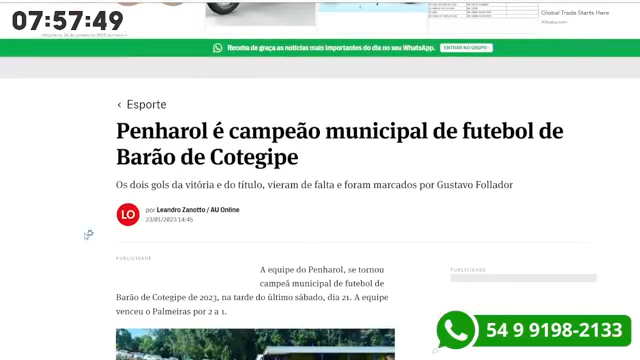 07:57:49
Global Trade Starts Here
Alibaba.com
Receba de graça as notícias mais importantes do dia no seu WhatsApp. ENTRAR NO GRUPO
‹ Esporte
Penharol é campeão municipal de futebol de
Barão de Cotegipe
Os dois gols da vitória e do título, vieram de falta e foram marcados por Gustavo Follador
LO
por Leandro Zanotto / AU Online
23/01/2023 14:45
PUBLICIDADE
A equipe do Penharol, se tornou
campeã municipal de futebol de
Barão de Cotegipe de 2023, na tarde do último sábado, dia 21. A equipe
venceu o Palmeiras por 2 a 1.
PUBLICIDADE
54 9 9198-2133